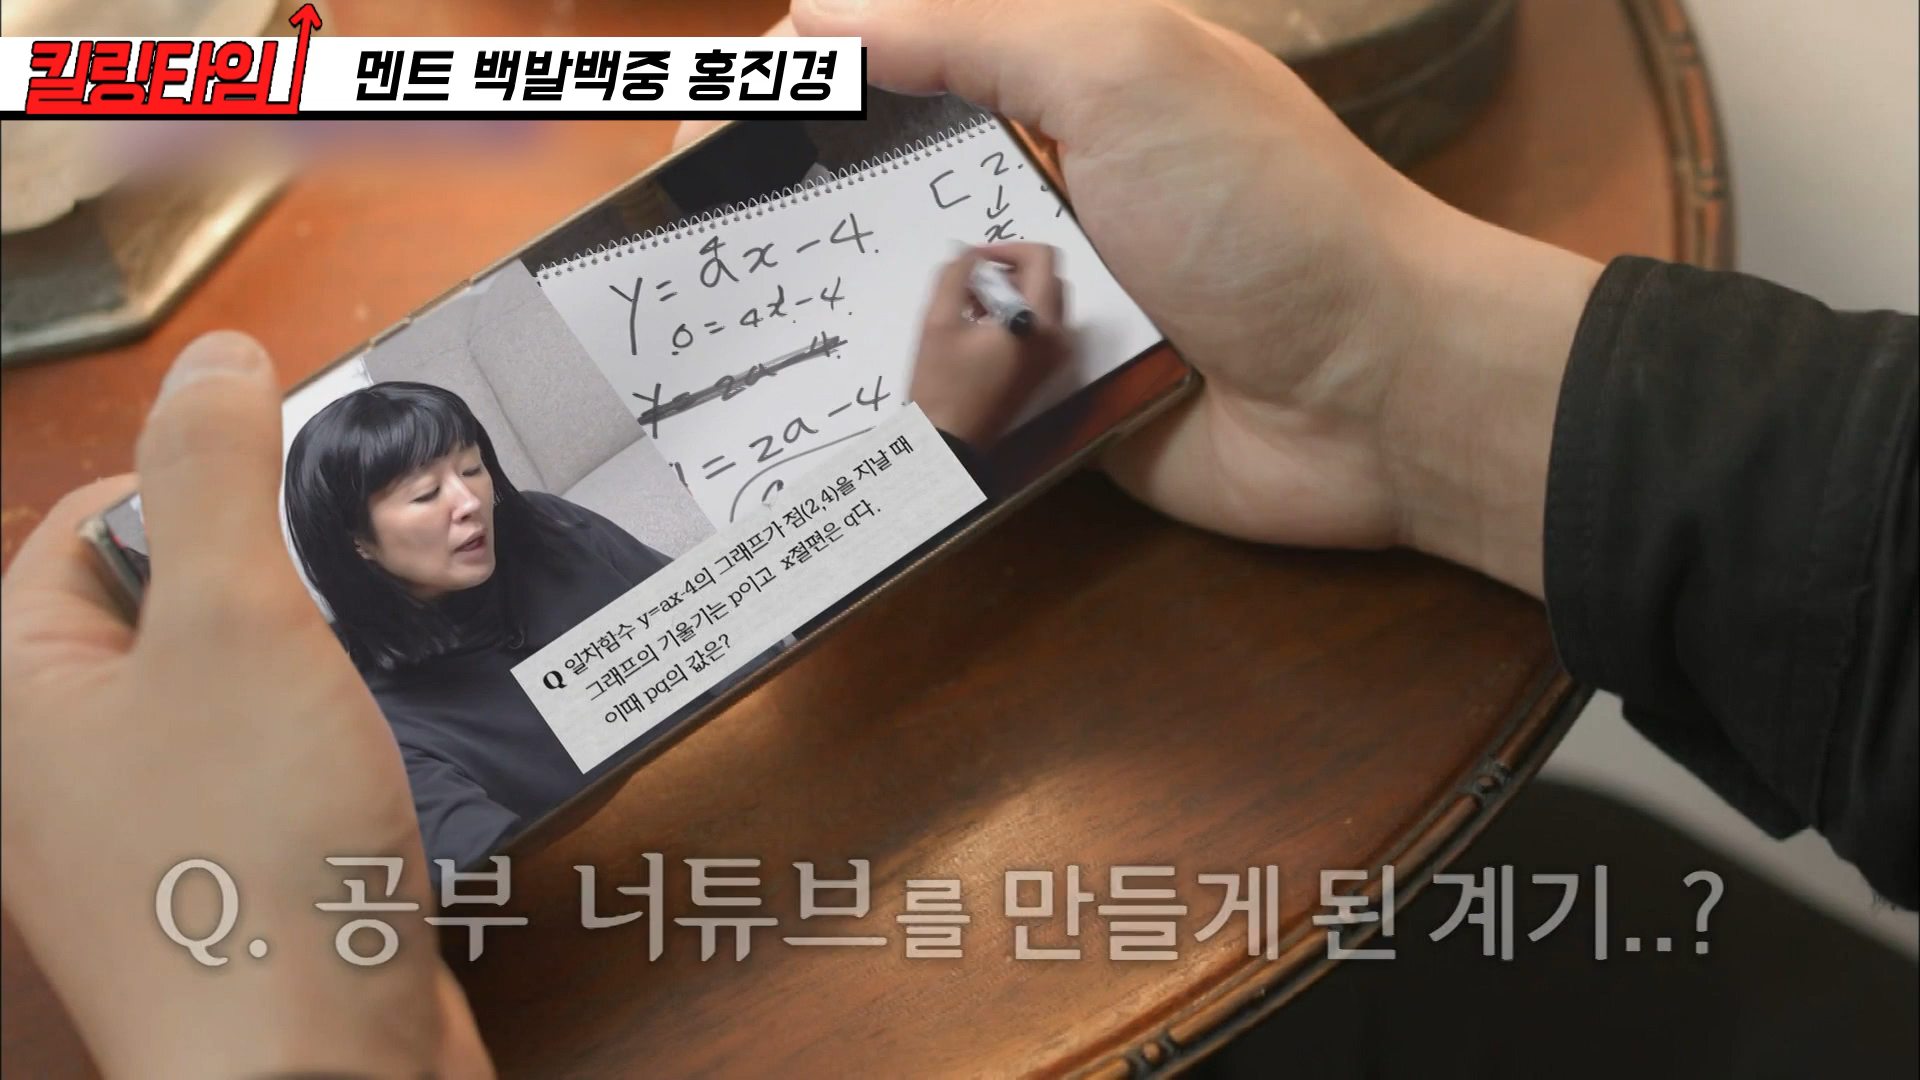 킬링타임
멘트 백발백중 홍진경
y = ax - 4.
0 = 4x - 4.
y = 2a - 4.
= 2a - 4
[ 2.
x.
Q 일차함수 y=ax-4의 그래프가 점(2,4)을 지날 때
그래프의 기울기는 p이고 x절편은 q다.
이때 pq의 값은?
Q. 공부 너튜브를 만들게 된 계기..?